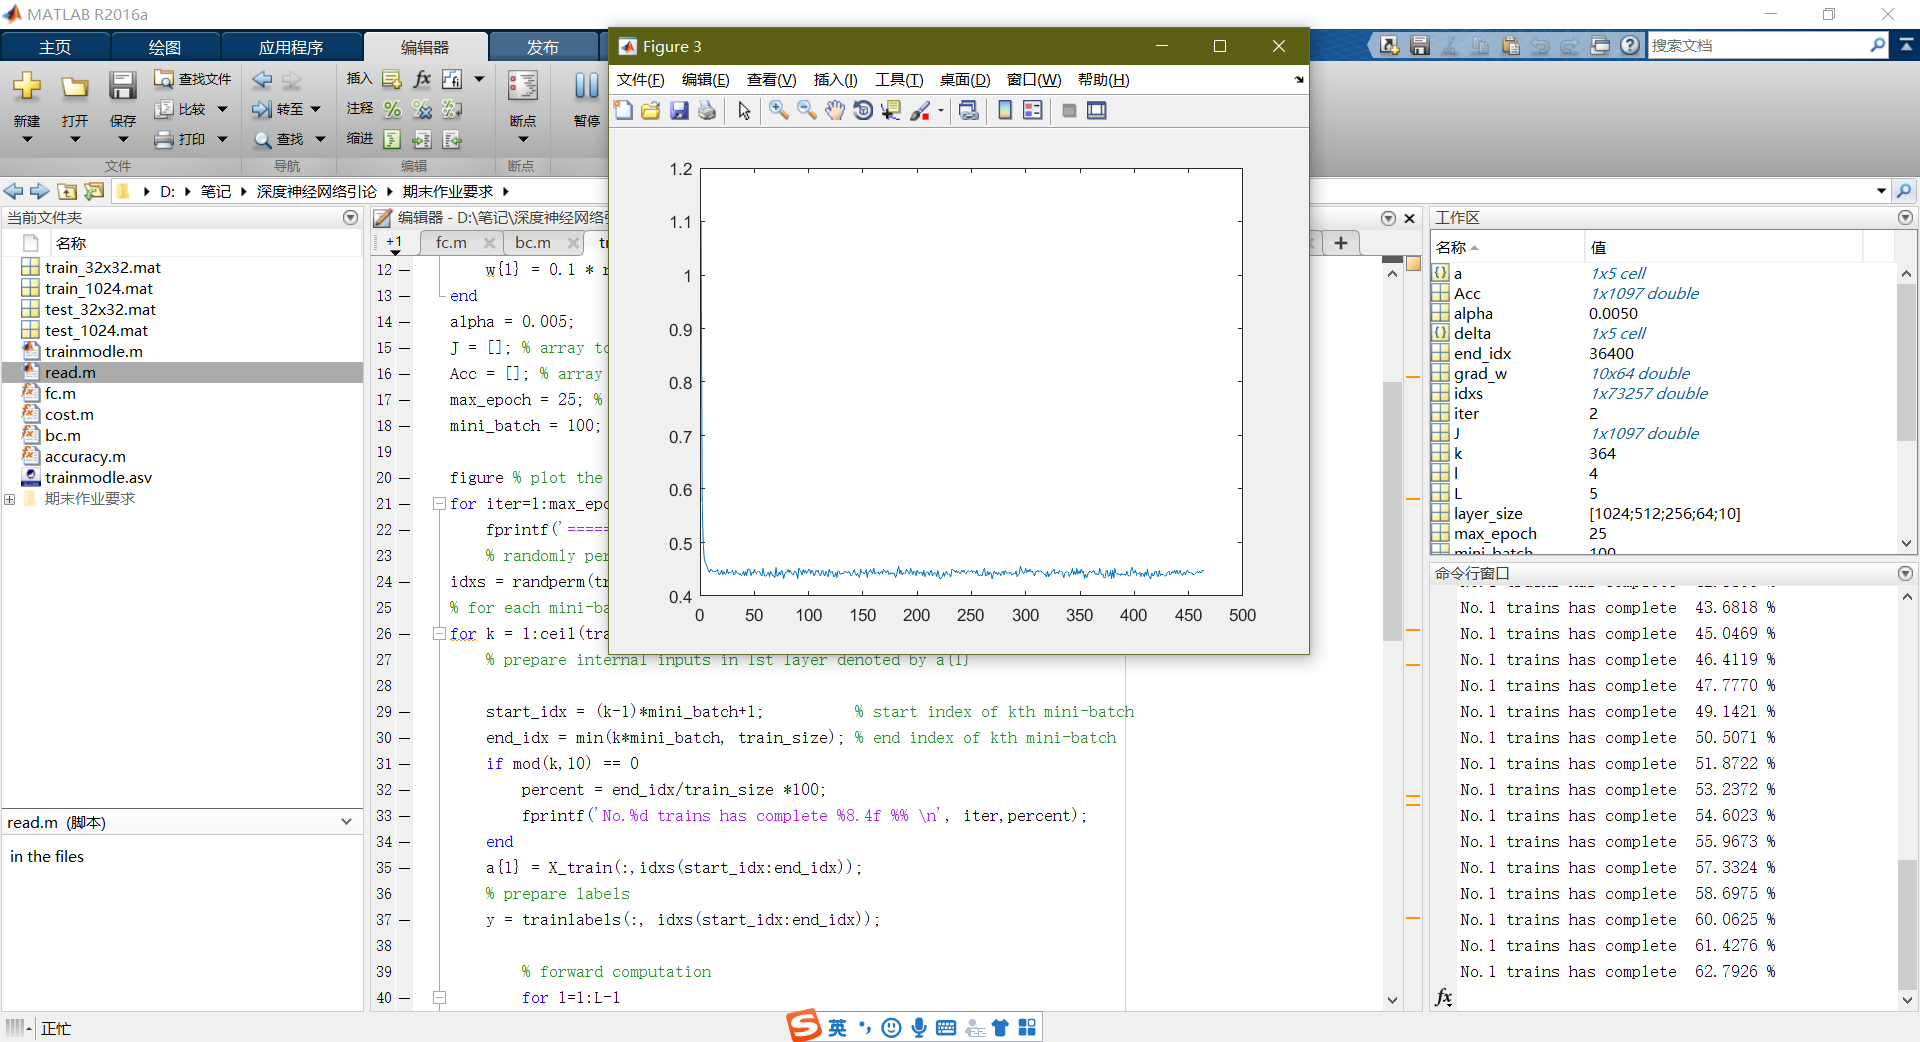 MATLAB R2016a
主页
绘图
应用程序
编辑器
发布
搜索文档
新建
打开
保存
查找文件
比较
打印
转至
查找
插入
注释
缩进
断点
暂停
文件
导航
编辑
断点
D:
笔记
深度神经网络引论
期末作业要求
当前文件夹
名称
train_32x32.mat
train_1024.mat
test_32x32.mat
test_1024.mat
trainmodle.m
read.m
fc.m
cost.m
bc.m
accuracy.m
trainmodle.asv
期末作业要求
read.m (脚本)
in the files
正忙
编辑器 - D:\笔记\深度神经网络引
+1
fc.m
bc.m
12 w{l} = 0.1 *
13 end
14 alpha = 0.005;
15 J = []; % array to
16 Acc = []; % array
17 max_epoch = 25; %
18 mini_batch = 100;
19
20 figure % plot the
21 for iter=1:max_epo
22 fprintf('=====
23 % randomly per
24 idxs = randperm(tr
25 % for each mini-ba
26 for k = 1:ceil(tra
27 % prepare internal inputs in 1st layer denoted by a{1}
28
29 start_idx = (k-1)*mini_batch+1; % start index of kth mini-batch
30 end_idx = min(k*mini_batch, train_size); % end index of kth mini-batch
31 if mod(k,10) == 0
32 percent = end_idx/train_size *100;
33 fprintf('No.%d trains has complete %8.4f %% \n', iter,percent);
34 end
35 a{1} = X_train(:,idxs(start_idx:end_idx));
36 % prepare labels
37 y = trainlabels(:, idxs(start_idx:end_idx));
38
39 % forward computation
40 for l=1:L-1
Figure 3
文件(F) 编辑(E) 查看(V) 插入(I) 工具(T) 桌面(D) 窗口(W) 帮助(H)
1.2
1.1
1
0.9
0.8
0.7
0.6
0.5
0.4
0 50 100 150 200 250 300 350 400 450 500
工作区
名称 值
a 1x5 cell
Acc 1x1097 double
alpha 0.0050
delta 1x5 cell
end_idx 36400
grad_w 10x64 double
idxs 1x73257 double
iter 2
J 1x1097 double
k 364
l 4
L 5
layer_size [1024;512;256;64;10]
max_epoch 25
mini_batch 100
命令行窗口
No.1 trains has complete 43.6818 %
No.1 trains has complete 45.0469 %
No.1 trains has complete 46.4119 %
No.1 trains has complete 47.7770 %
No.1 trains has complete 49.1421 %
No.1 trains has complete 50.5071 %
No.1 trains has complete 51.8722 %
No.1 trains has complete 53.2372 %
No.1 trains has complete 54.6023 %
No.1 trains has complete 55.9673 %
No.1 trains has complete 57.3324 %
No.1 trains has complete 58.6975 %
No.1 trains has complete 60.0625 %
No.1 trains has complete 61.4276 %
No.1 trains has complete 62.7926 %
fx
英